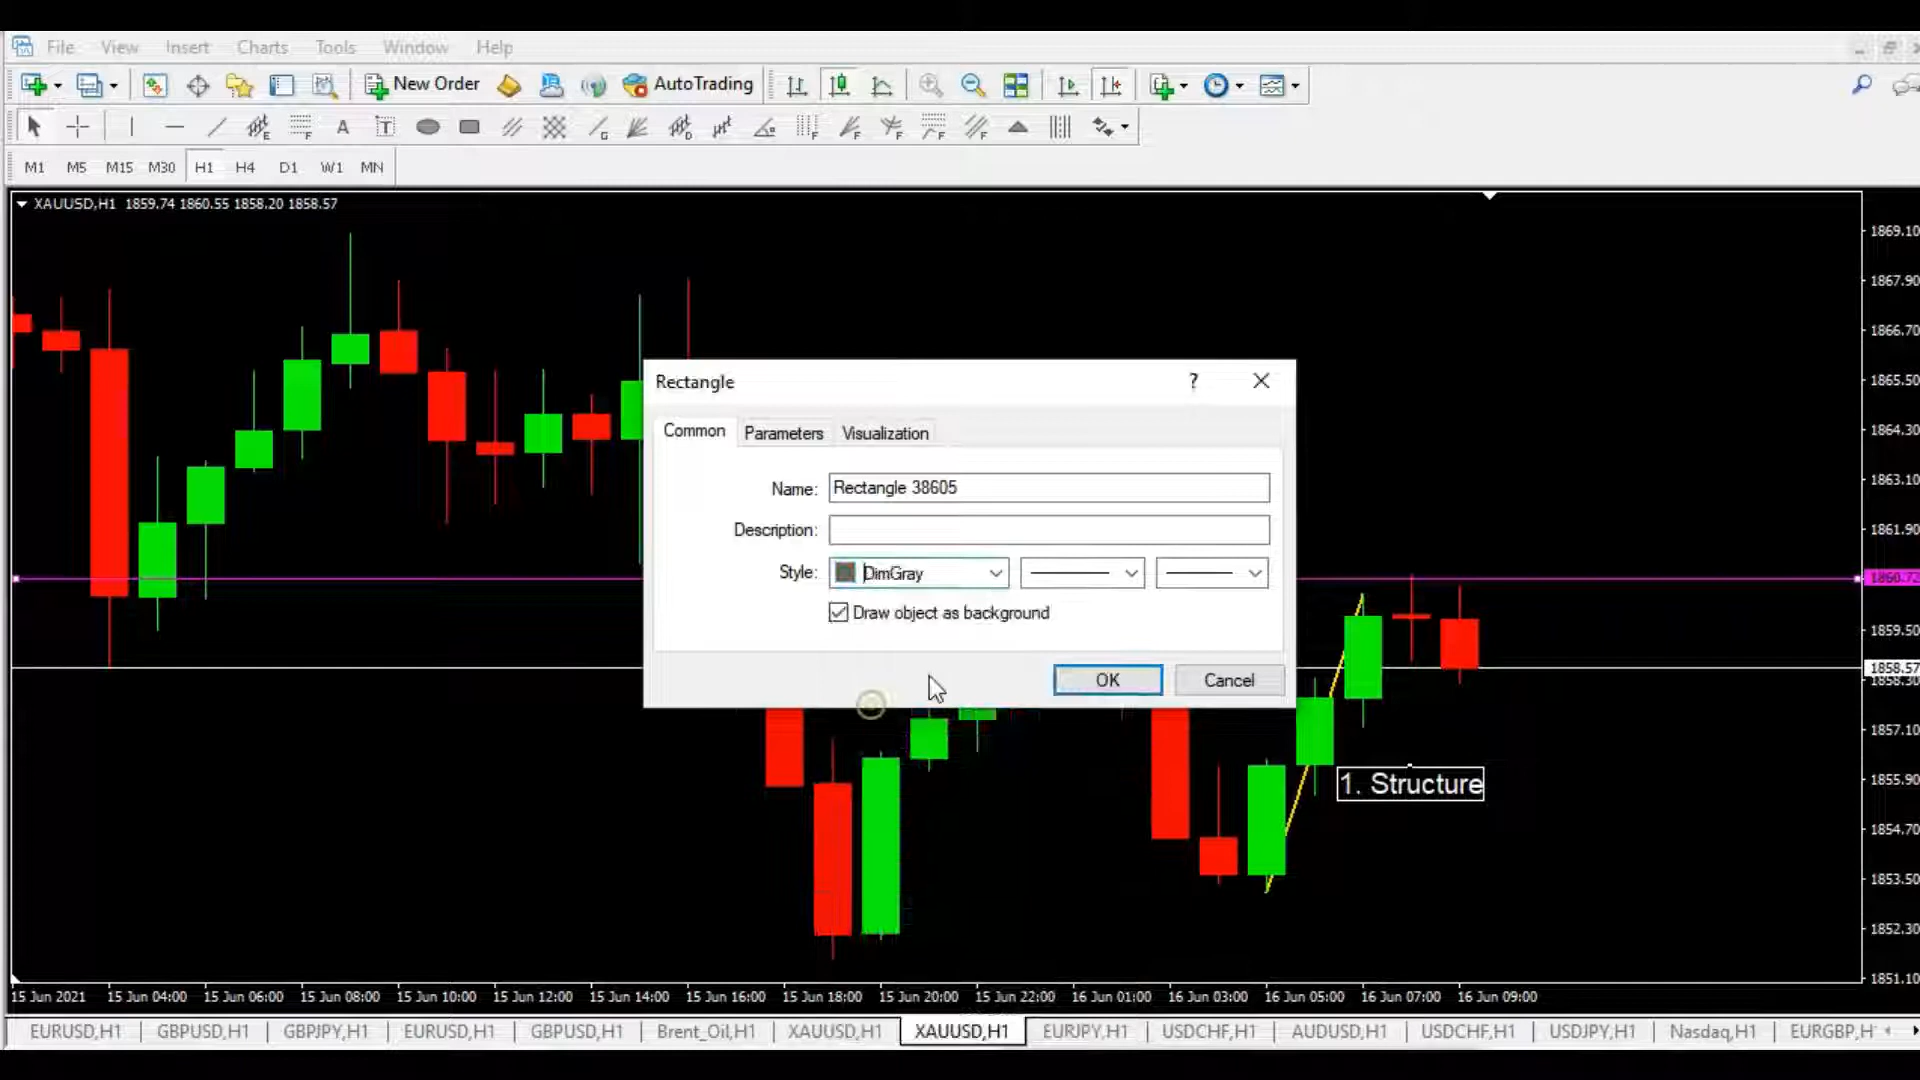 File View Insert Charts Tools Window Help
New Order AutoTrading
A T
M1 M5 M15 M30 H1 H4 D1 W1 MN
XAUUSD,H1 1859.74 1860.55 1858.20 1858.57
1869.10
1867.90
1866.70
1865.50
1864.30
1863.10
1861.90
1860.72
1859.50
1858.57
1858.30
1857.10
1855.90
1854.70
1853.50
1852.30
1851.10
Rectangle ?
Common Parameters Visualization
Name: Rectangle 38605
Description:
Style: DimGray
Draw object as background
OK Cancel
1. Structure
15 Jun 2021 15 Jun 04:00 15 Jun 06:00 15 Jun 08:00 15 Jun 10:00 15 Jun 12:00 15 Jun 14:00 15 Jun 16:00 15 Jun 18:00 15 Jun 20:00 15 Jun 22:00 16 Jun 01:00 16 Jun 03:00 16 Jun 05:00 16 Jun 07:00 16 Jun 09:00
EURUSD,H1 GBPUSD,H1 GBPJPY,H1 EURUSD,H1 GBPUSD,H1 Brent_Oil,H1 XAUUSD,H1 XAUUSD,H1 EURJPY,H1 USDCHF,H1 AUDUSD,H1 USDCHF,H1 USDJPY,H1 Nasdaq,H1 EURGBP,H